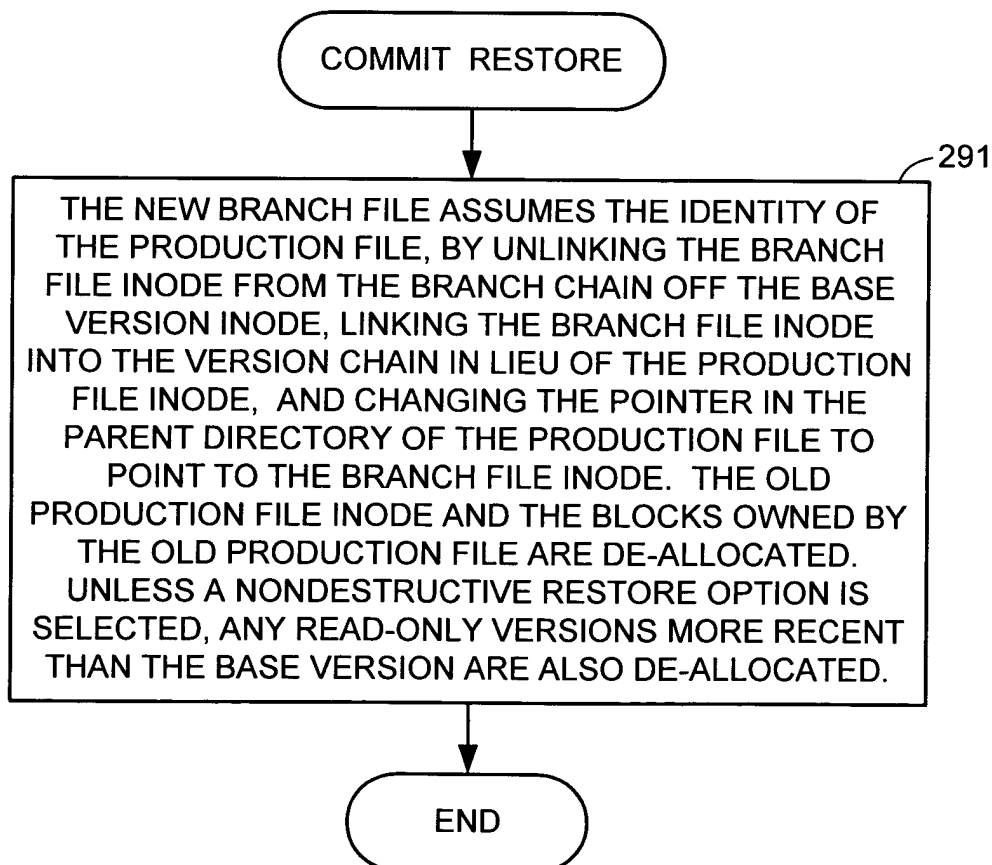 COMMIT RESTORE
291
THE NEW BRANCH FILE ASSUMES THE IDENTITY OF
THE PRODUCTION FILE, BY UNLINKING THE BRANCH
FILE INODE FROM THE BRANCH CHAIN OFF THE BASE
VERSION INODE, LINKING THE BRANCH FILE INODE
INTO THE VERSION CHAIN IN LIEU OF THE PRODUCTION
FILE INODE, AND CHANGING THE POINTER IN THE
PARENT DIRECTORY OF THE PRODUCTION FILE TO
POINT TO THE BRANCH FILE INODE. THE OLD
PRODUCTION FILE INODE AND THE BLOCKS OWNED BY
THE OLD PRODUCTION FILE ARE DE-ALLOCATED.
UNLESS A NONDESTRUCTIVE RESTORE OPTION IS
SELECTED, ANY READ-ONLY VERSIONS MORE RECENT
THAN THE BASE VERSION ARE ALSO DE-ALLOCATED.
END